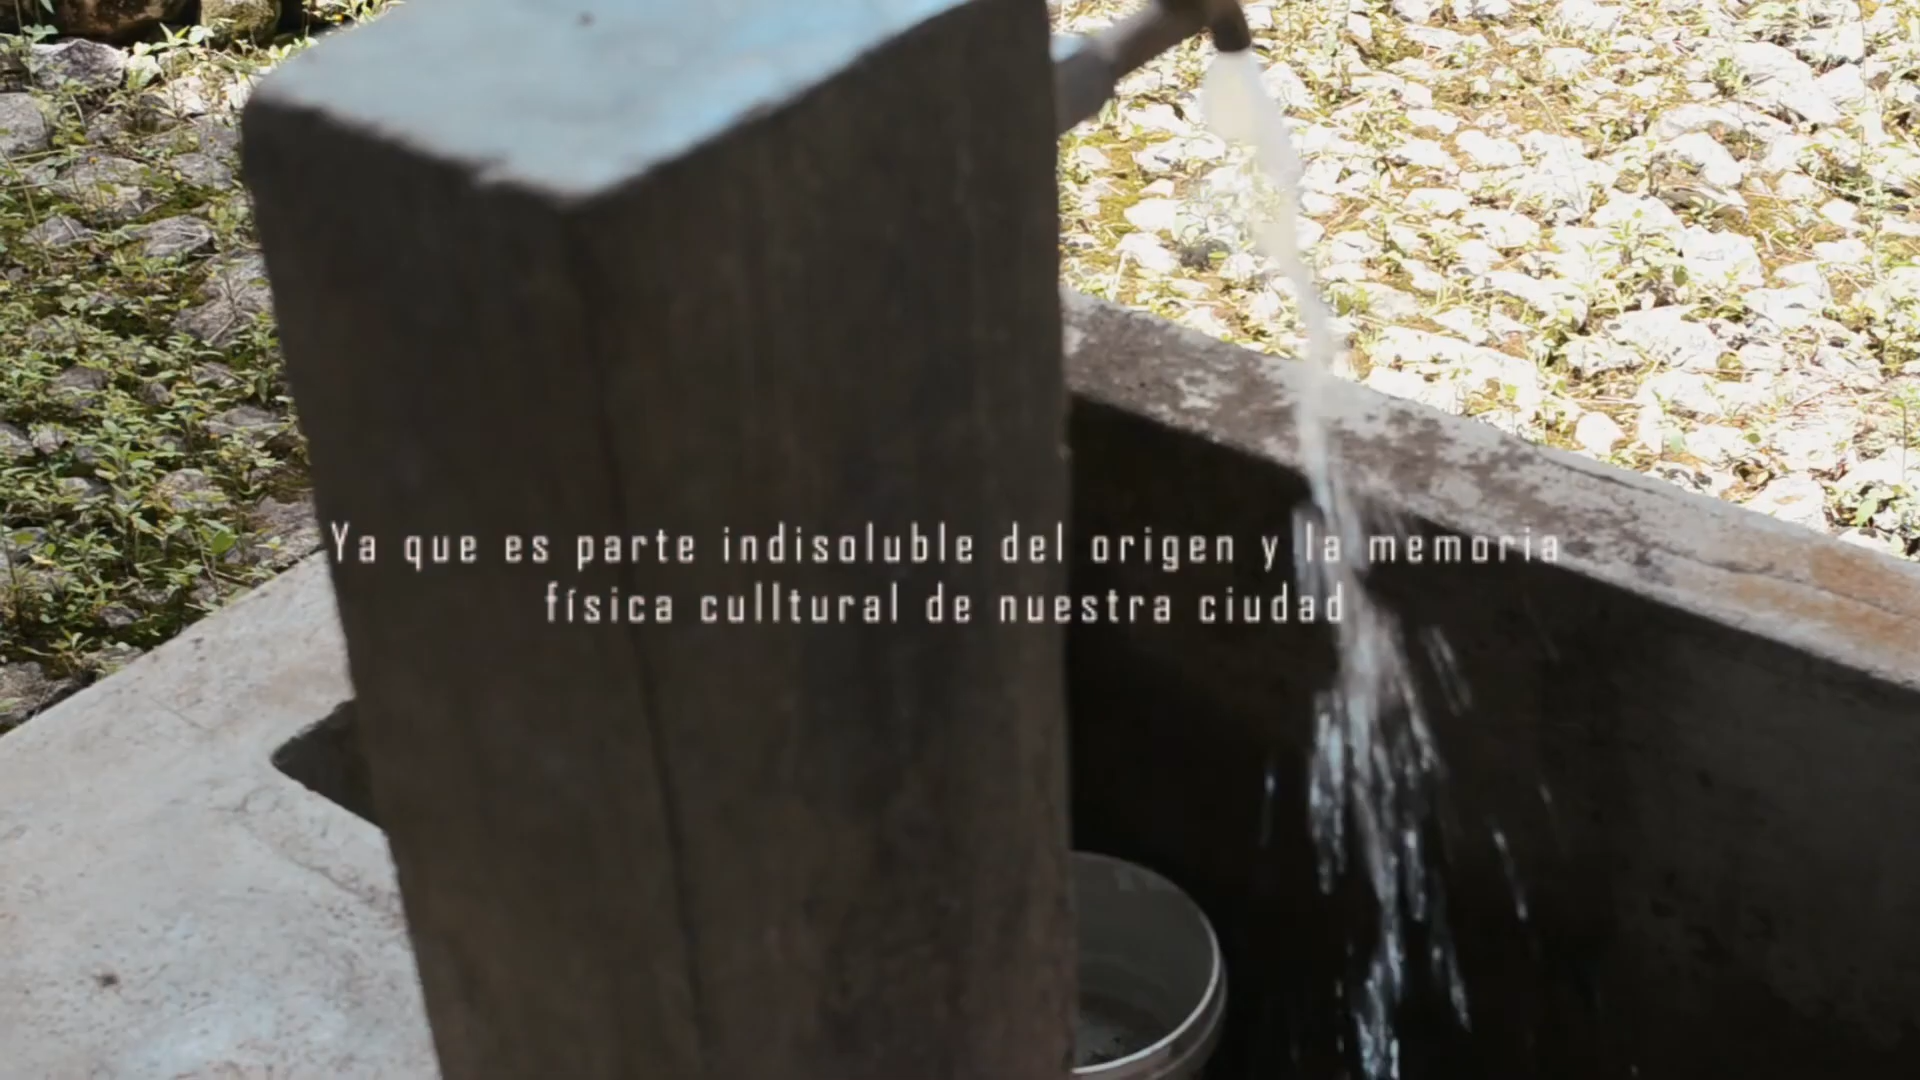 Ya que es parte indisoluble del origen y la memoria
física culltural de nuestra ciudad